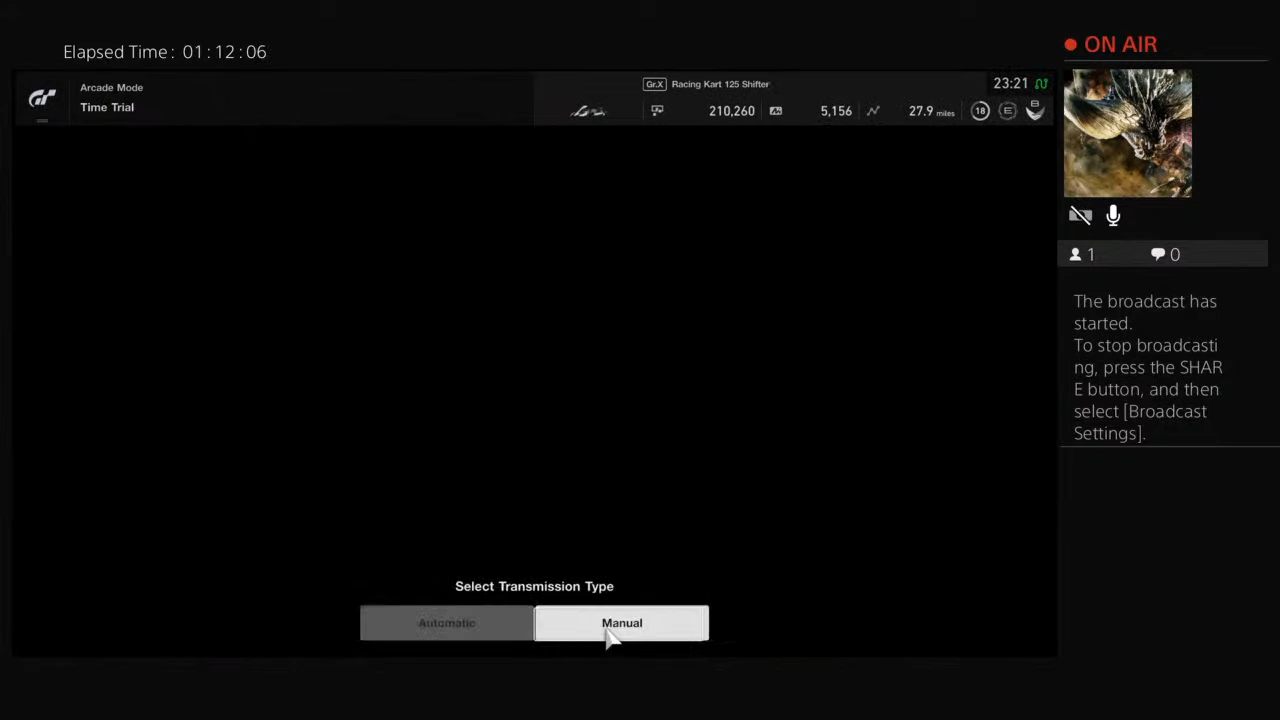 Elapsed Time: 01:12:06
ON AIR
Arcade Mode
Time Trial
Gr.X Racing Kart 125 Shifter
23:21
210,260
5,156
27.9 miles
18
E
B
1
0
The broadcast has
started.
To stop broadcasti
ng, press the SHAR
E button, and then
select [Broadcast
Settings].
Select Transmission Type
Automatic
Manual